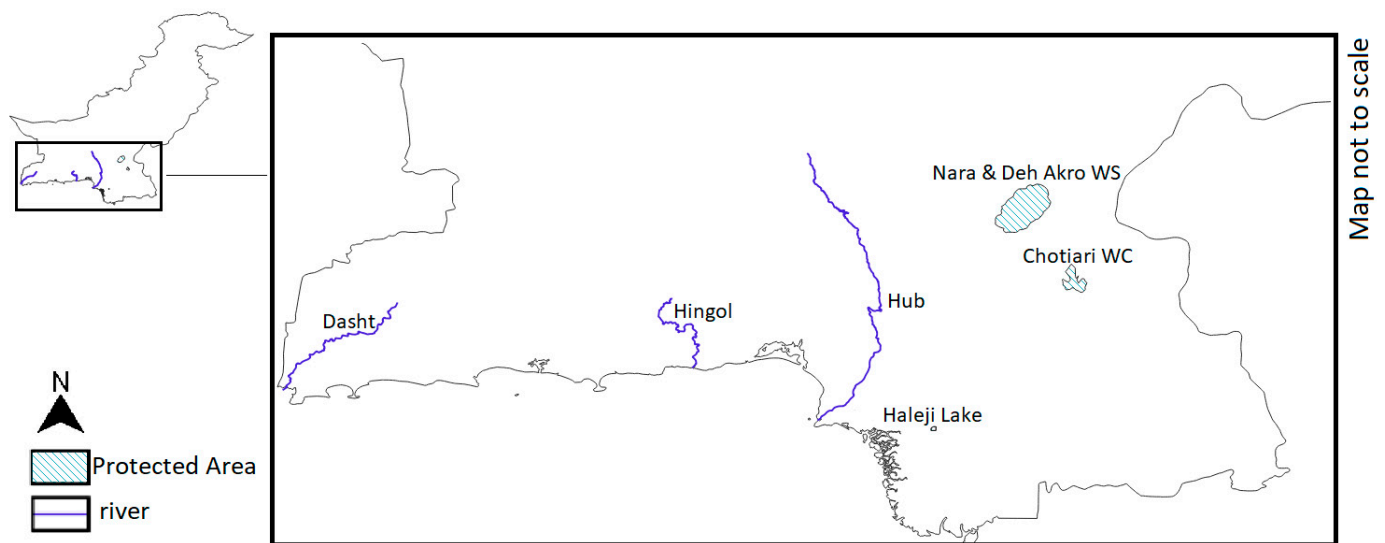 Nara & Deh Akro WS
Chotiari WC
Hub
Hingol
Dasht
Haleji Lake
N
Protected Area
river
Map not to scale